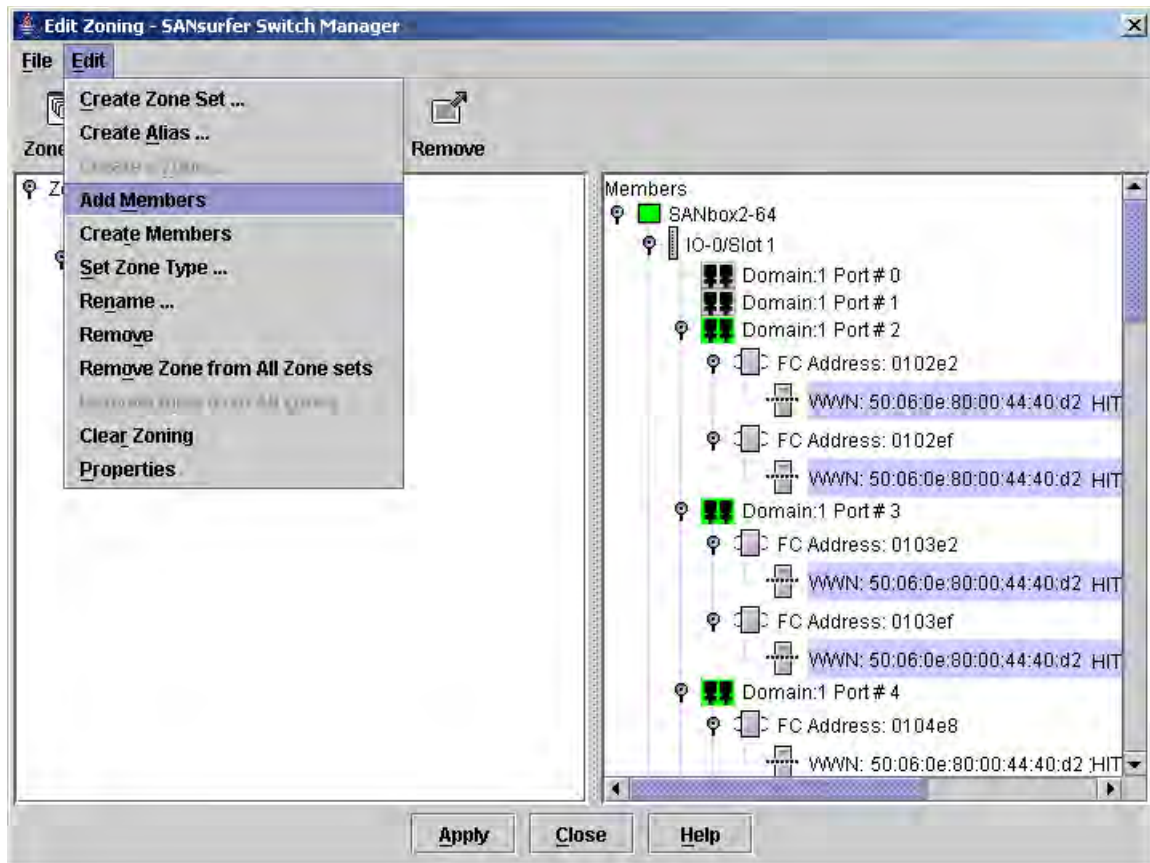 Edit Zoning - SANsurfer Switch Manager
File Edit
Create Zone Set ...
Create Alias ...
Add Members
Create Members
Set Zone Type ...
Rename ...
Remove
Remove Zone from All Zone sets
Clear Zoning
Properties
Zone
Remove
Members
SANbox2-64
IO-0/Slot 1
Domain:1 Port # 0
Domain:1 Port # 1
Domain:1 Port # 2
FC Address: 0102e2
WWN: 50:06:0e:80:00:44:40:d2 HIT
FC Address: 0102ef
WWN: 50:06:0e:80:00:44:40:d2 HIT
Domain:1 Port # 3
FC Address: 0103e2
WWN: 50:06:0e:80:00:44:40:d2 HIT
FC Address: 0103ef
WWN: 50:06:0e:80:00:44:40:d2 HIT
Domain:1 Port # 4
FC Address: 0104e8
WWN: 50:06:0e:80:00:44:40:d2 HIT
Apply Close Help